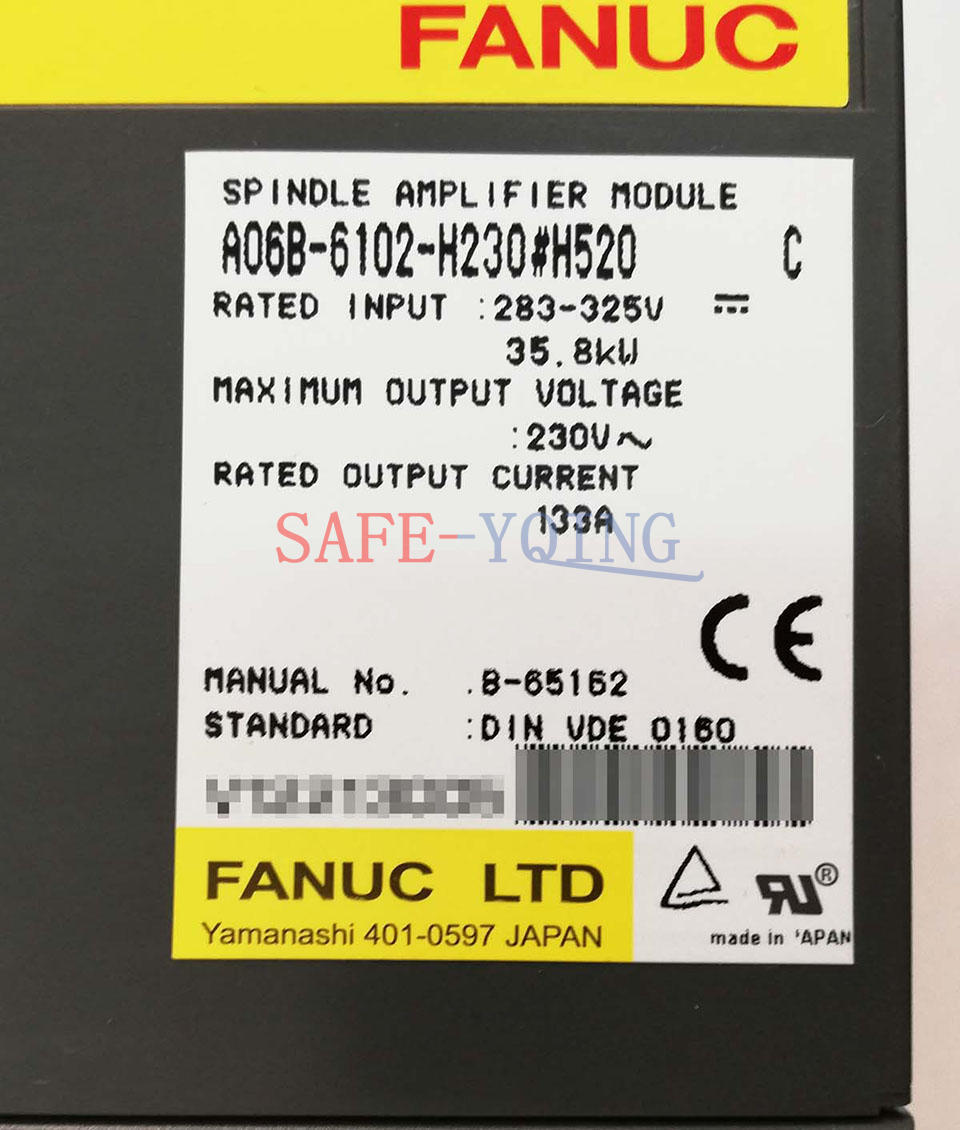 FANUC
SPINDLE AMPLIFIER MODULE
A06B-6102-H230#H520 C
RATED INPUT :283-325V ⎓
35.8kW
MAXIMUM OUTPUT VOLTAGE
:230V～
RATED OUTPUT CURRENT
133A
SAFE-YQING
CE
MANUAL No. .B-65162
STANDARD :DIN VDE 0160
FANUC LTD
Yamanashi 401-0597 JAPAN
RU®
made in 'APAN